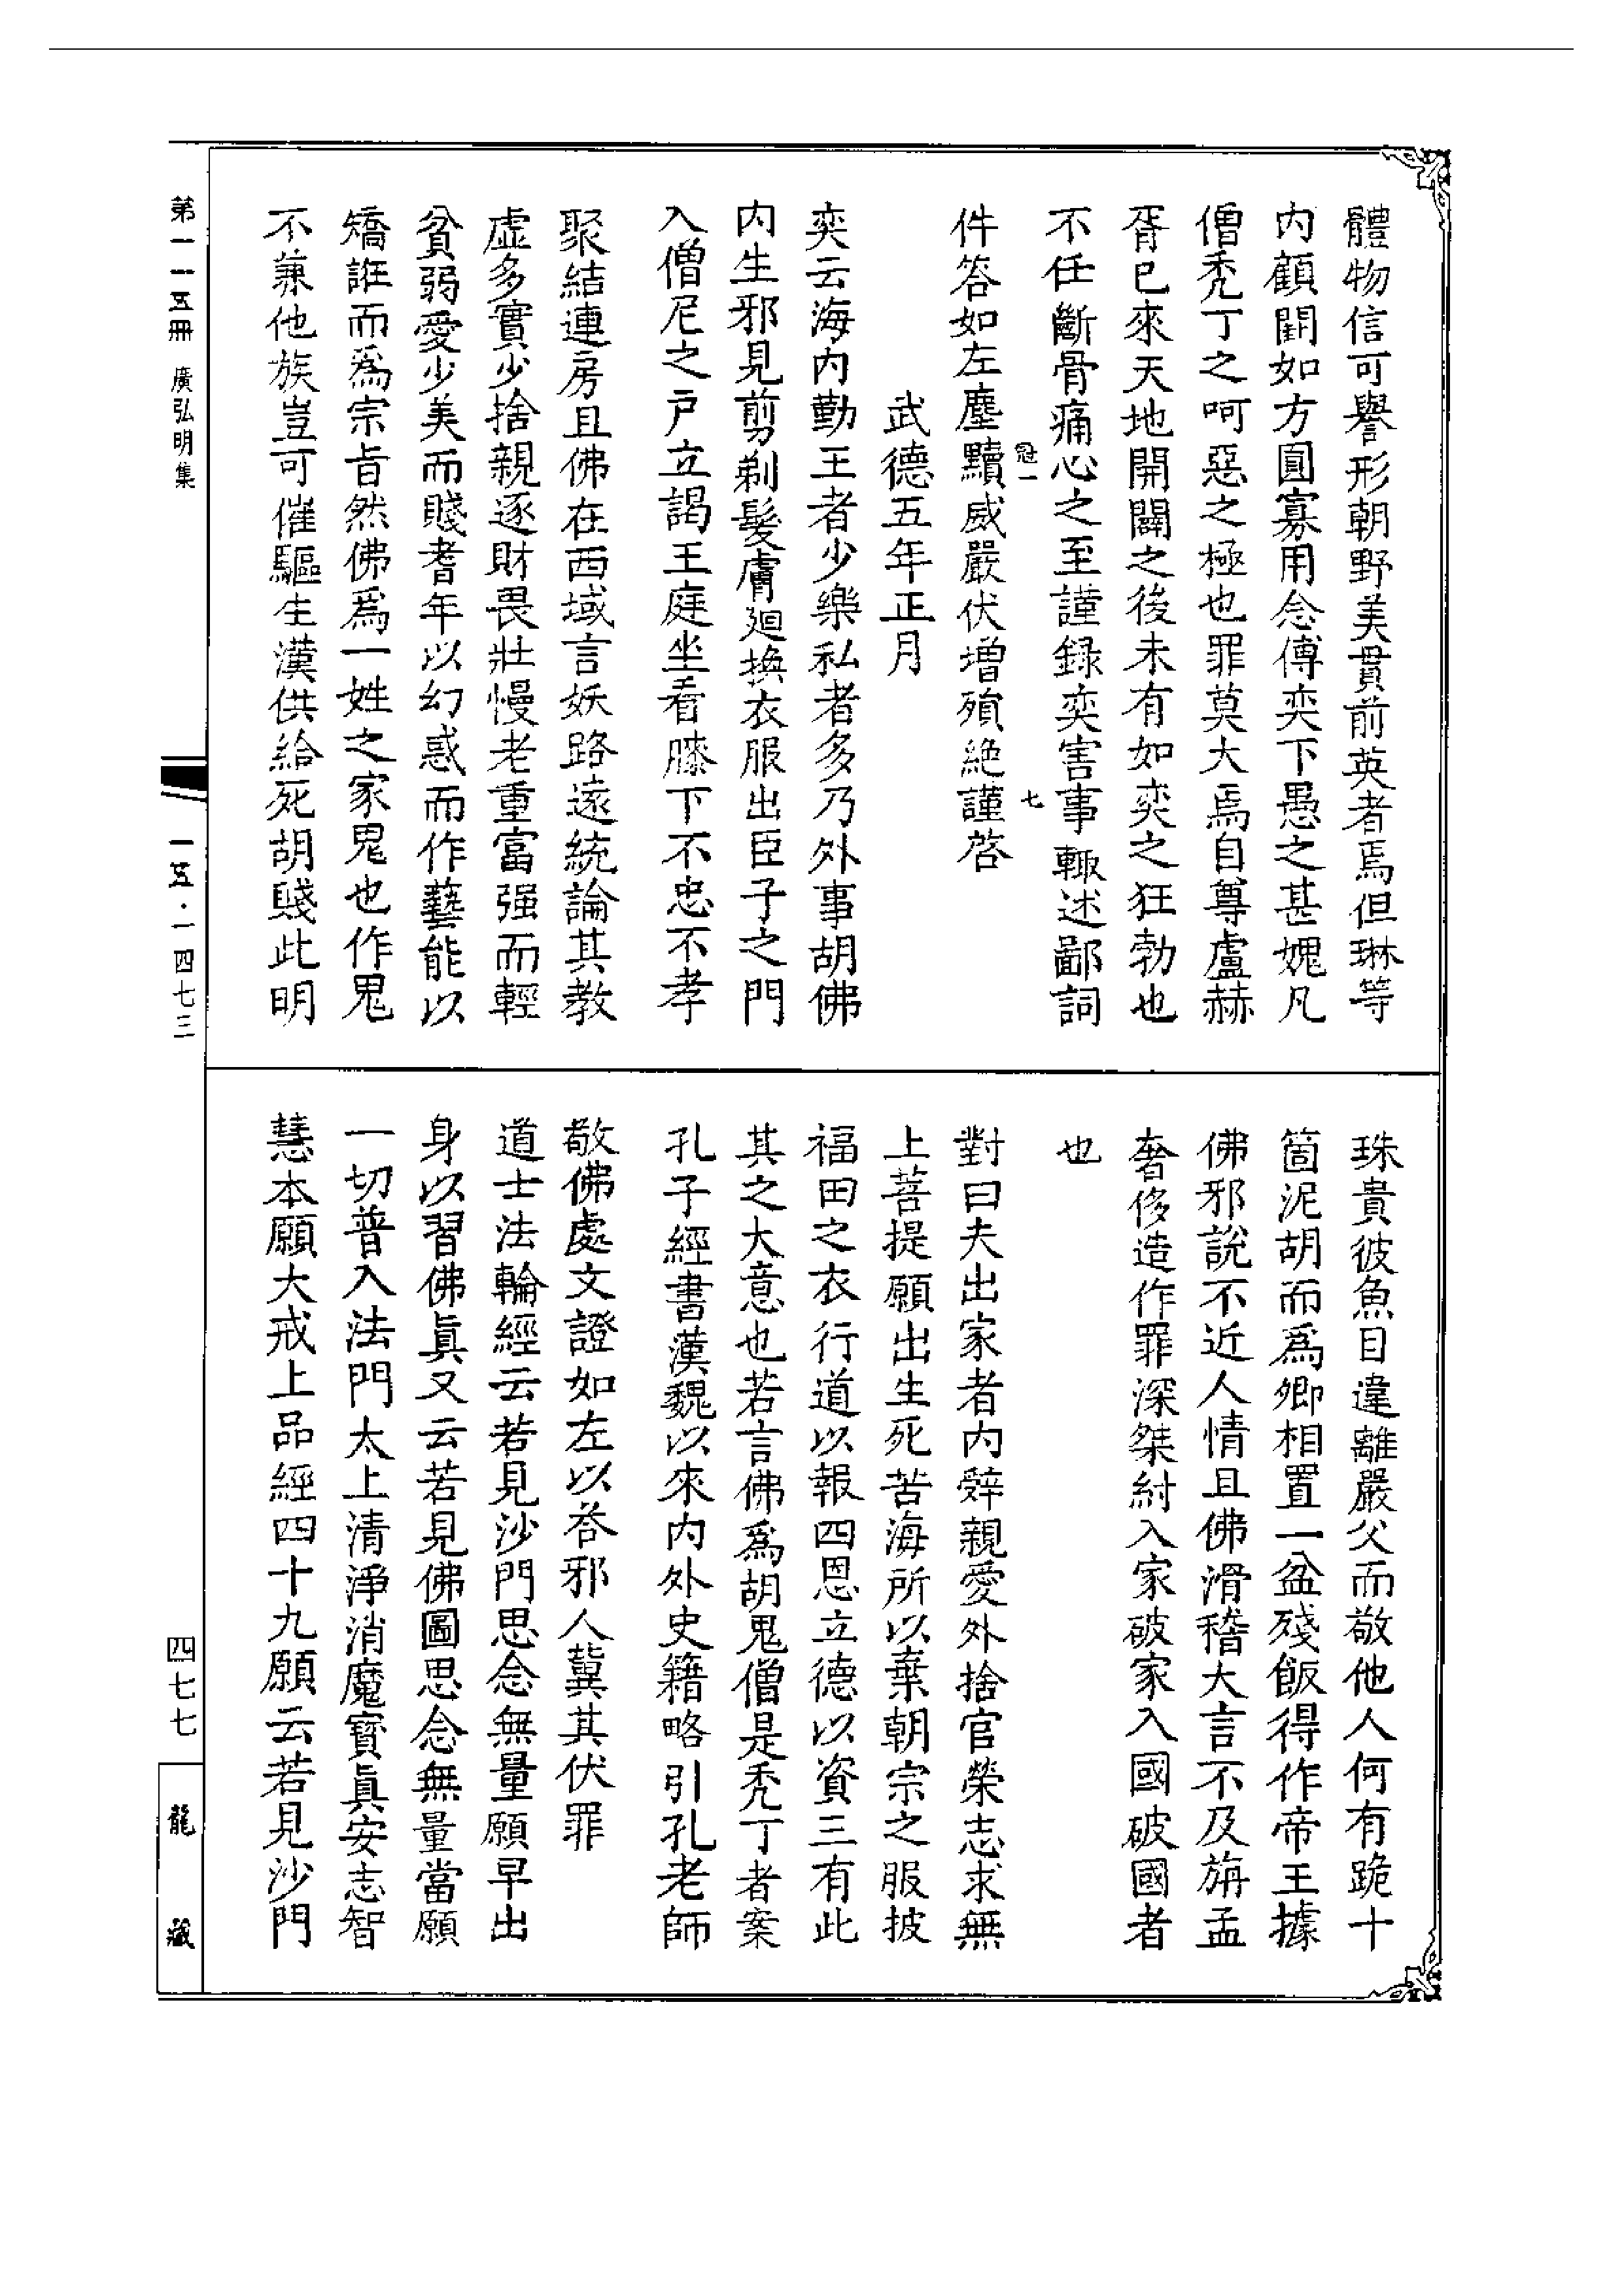 體物信可譽形朝野美貫前英者焉但琳等
内顧闚如方圓寡用念傅奕下愚之甚媿凡
僧禿丁之呵惡之極也罪莫大焉自尊盧赫
胥已來天地開闢之後未有如奕之狂勃也
不任斷骨痛心之至謹録奕害事輙述鄙詞
冠一
七
件答如左塵黷威嚴伏增殞絶謹啓
武德五年正月
奕云海内勤王者少樂私者多乃外事胡佛
内生邪見剪剃髮膚廻換衣服出臣子之門
入僧尼之戸立謁王庭坐看膝下不忠不孝
聚結連房且佛在西域言妖路遠統論其教
虚多實少捨親逐財畏壯慢老重富强而輕
貧弱愛少美而賤耆年以幻惑而作藝能以
矯誑而爲宗旨然佛爲一姓之家鬼也作鬼
不兼他族豈可催驅生漢供給死胡賤此明
珠貴彼魚目違離嚴父而敬他人何有跪十
箇泥胡而爲卿相置一盆殘飯得作帝王據
佛邪説不近人情且佛滑稽大言不及旃孟
奢侈造作罪深桀紂入家破家入國破國者
也
對曰夫出家者内辤親愛外捨官榮志求無
上菩提願出生死苦海所以棄朝宗之服披
福田之衣行道以報四恩立德以資三有此
其之大意也若言佛爲胡鬼僧是禿丁者案
孔子經書漢魏以來内外史籍略引孔老師
敬佛處文證如左以荅邪人冀其伏罪
道士法輪經云若見沙門思念無量願早出
身以習佛眞又云若見佛圖思念無量當願
一切普入法門太上清淨消魔寳眞安志智
慧本願大戒上品經四十九願云若見沙門
第一一五冊 廣弘明集
一五·一四七三
四七七
龍藏